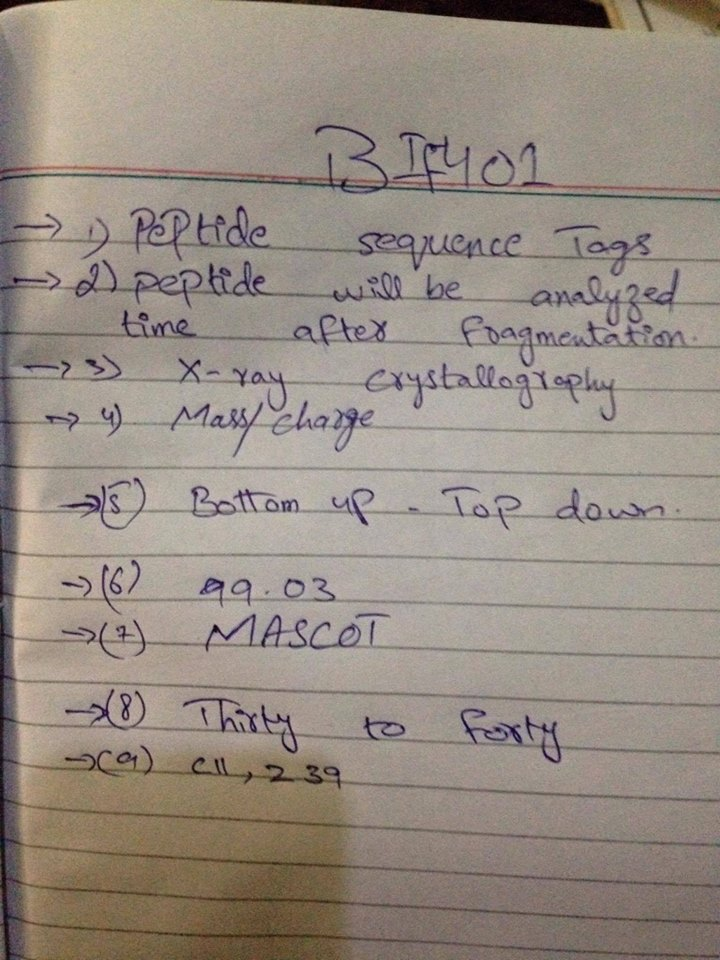 BIF401
→ 1) Peptide sequence Tags
→ 2) peptide will be analyzed
time after fragmentation.
→ 3) X-ray crystallography
→ 4) Mass/charge
→ (5) Bottom up - Top down.
→ (6) 99.03
→ (7) MASCOT
→ (8) Thirty to forty
→ (9) 239